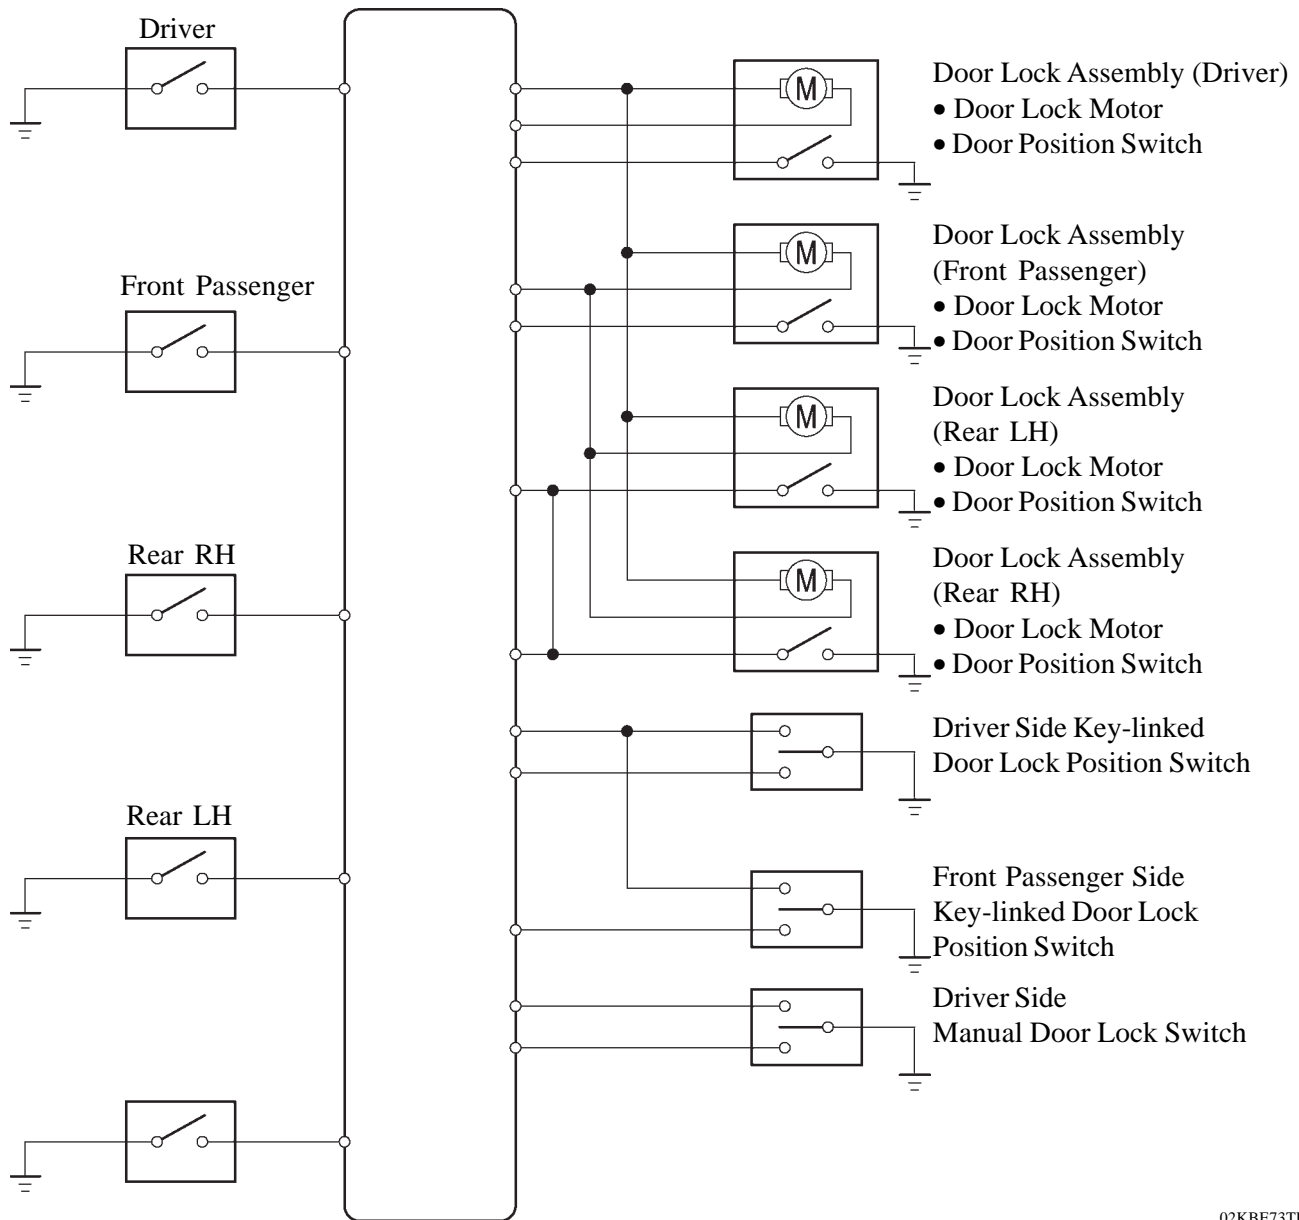 Driver
Front Passenger
Rear RH
Rear LH
M
Door Lock Assembly (Driver)
• Door Lock Motor
• Door Position Switch
M
Door Lock Assembly
(Front Passenger)
• Door Lock Motor
• Door Position Switch
M
Door Lock Assembly
(Rear LH)
• Door Lock Motor
• Door Position Switch
M
Door Lock Assembly
(Rear RH)
• Door Lock Motor
• Door Position Switch
Driver Side Key-linked
Door Lock Position Switch
Front Passenger Side
Key-linked Door Lock
Position Switch
Driver Side
Manual Door Lock Switch